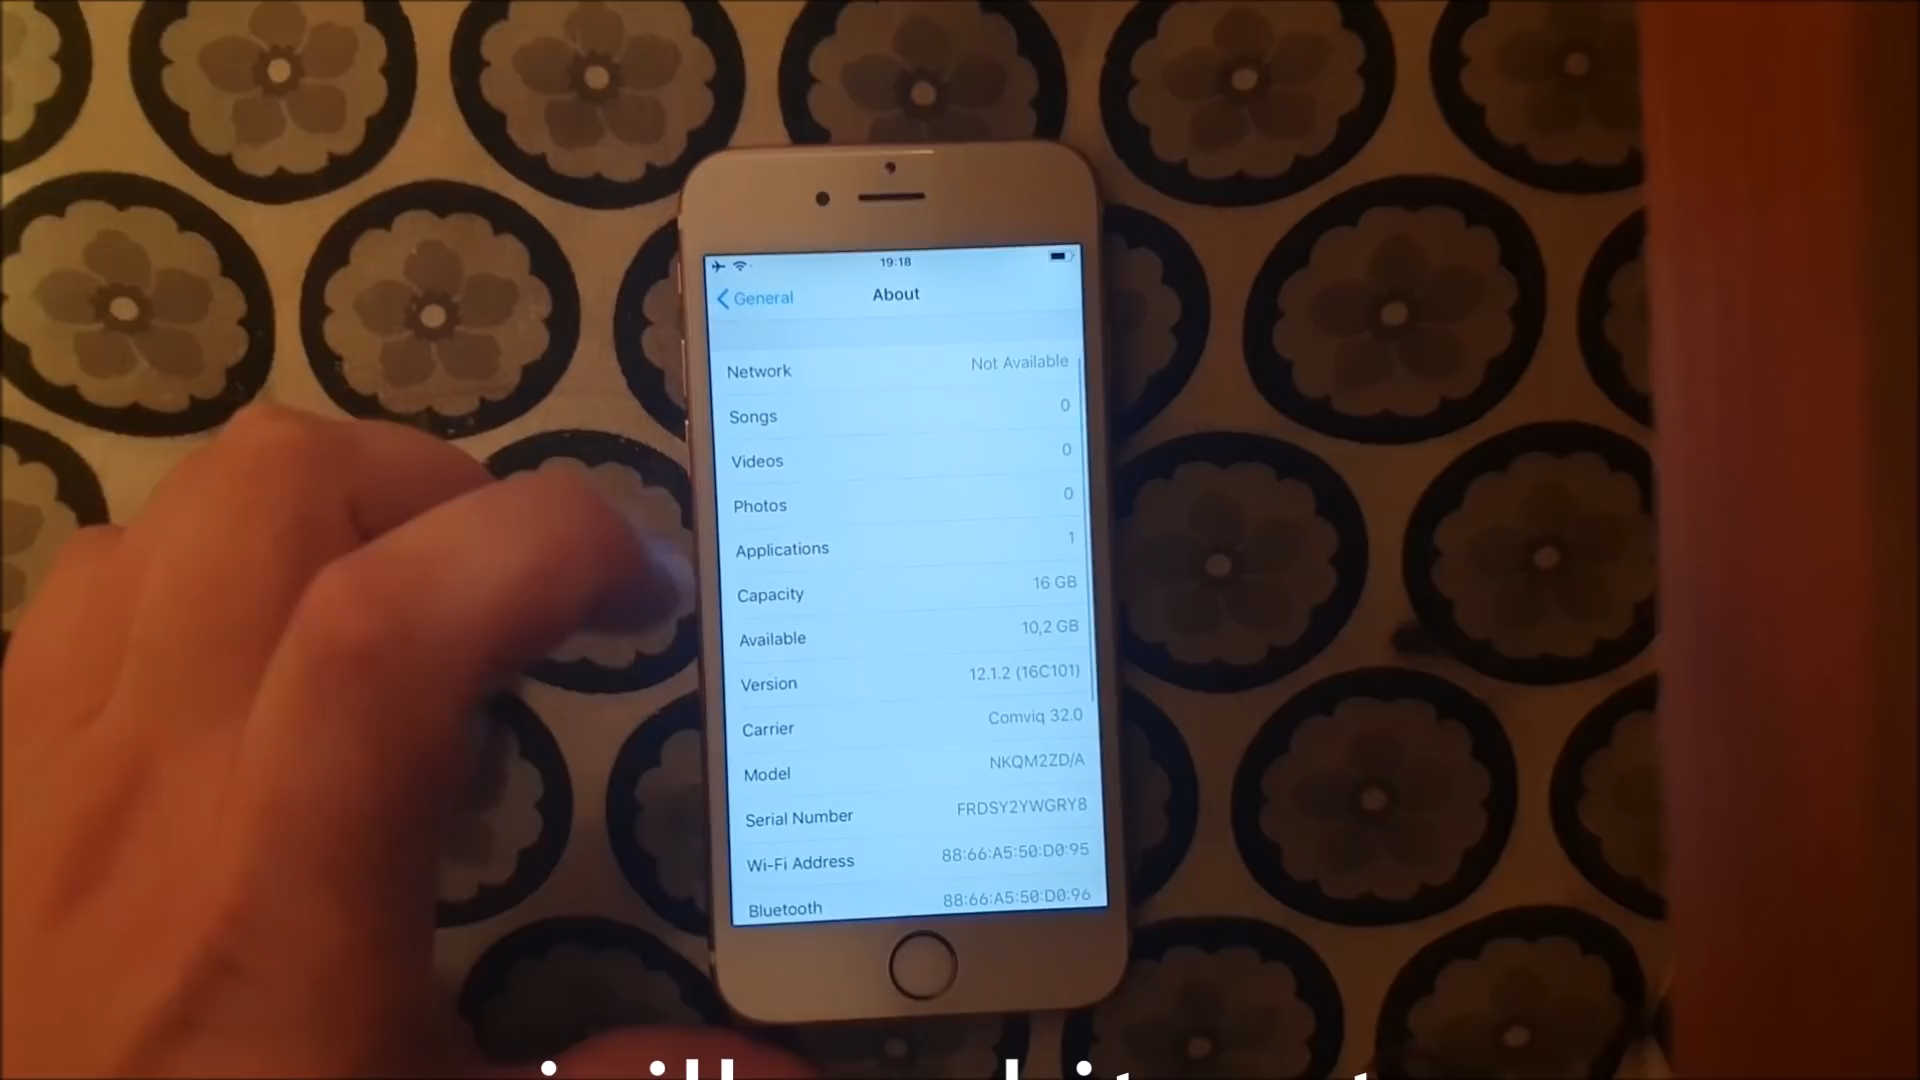 19:18
General
About
Network Not Available
Songs 0
Videos 0
Photos 0
Applications 1
Capacity 16 GB
Available 10,2 GB
Version 12.1.2 (16C101)
Carrier Comviq 32.0
Model NKQM2ZD/A
Serial Number FRDSY2YWGRY8
Wi-Fi Address 88:66:A5:50:D0:95
Bluetooth 88:66:A5:50:D0:96